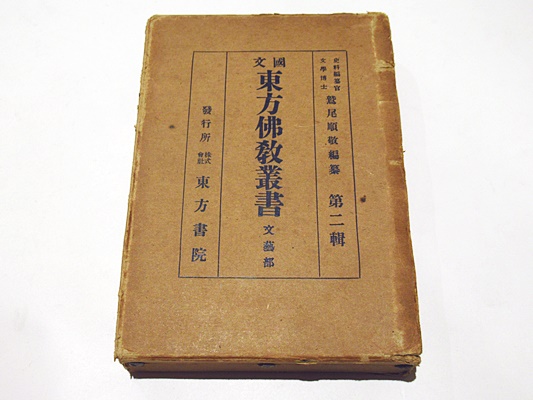 史料編纂官
文學博士
鷲尾順敬編纂 第二輯
國文
東方佛教叢書 文藝部
發行所 株式會社 東方書院